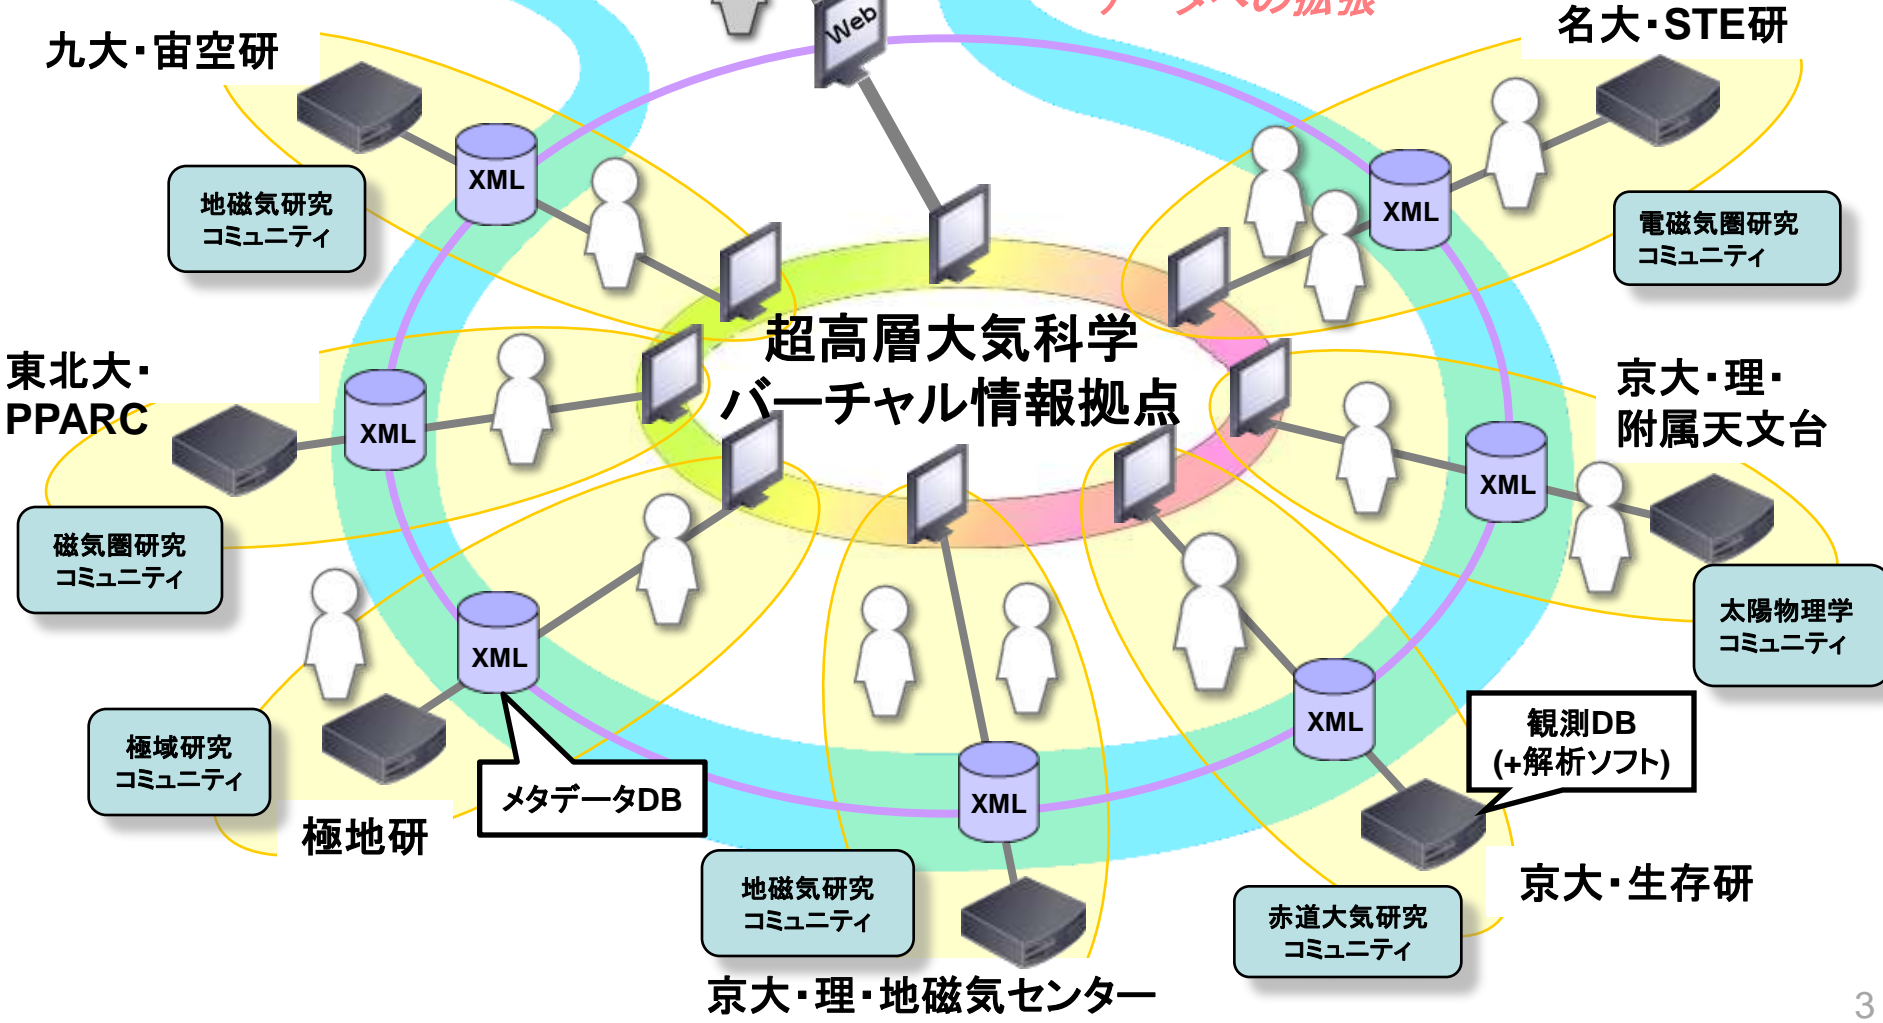 データへの拡張
Web
九大・宙空研
名大・STE研
XML
地磁気研究
コミュニティ
XML
電磁気圏研究
コミュニティ
超高層大気科学
バーチャル情報拠点
東北大・
PPARC
XML
京大・理・
附属天文台
XML
磁気圏研究
コミュニティ
太陽物理学
コミュニティ
XML
XML
極域研究
コミュニティ
メタデータDB
観測DB
(+解析ソフト)
極地研
XML
地磁気研究
コミュニティ
京大・生存研
赤道大気研究
コミュニティ
京大・理・地磁気センター
3